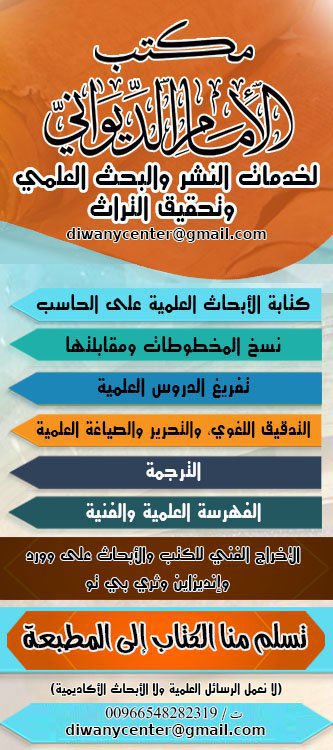 مكتب
الإمام الديواني
لخدمات النشر والبحث العلمي
وتحقيق التراث
diwanycenter@gmail.com
كتابة الأبحاث العلمية على الحاسب
نسخ المخطوطات ومقابلتها
تفريغ الدروس العلمية
التدقيق اللغوي، والتحرير والصياغة العلمية
الترجمة
الفهرسة العلمية والفنية
الإخراج الفني للكتب والأبحاث على وورد
وإنديزاين وثري بي تو
تسلم منا الكتاب إلى المطبعة
(لا نعمل الرسائل العلمية ولا الأبحاث الأكاديمية)
ت / 00966548282319
diwanycenter@gmail.com